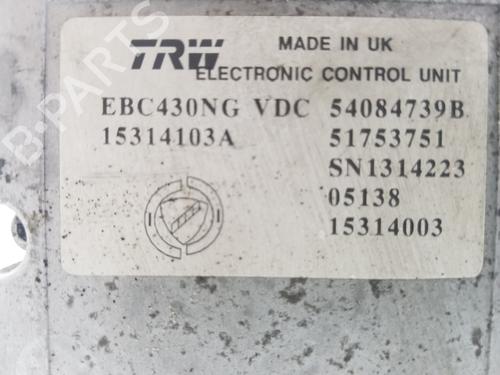 TRW MADE IN UK
ELECTRONIC CONTROL UNIT
EBC430NG VDC 54084739B
15314103A 51753751
SN1314223
05138
15314003
B-PARTS